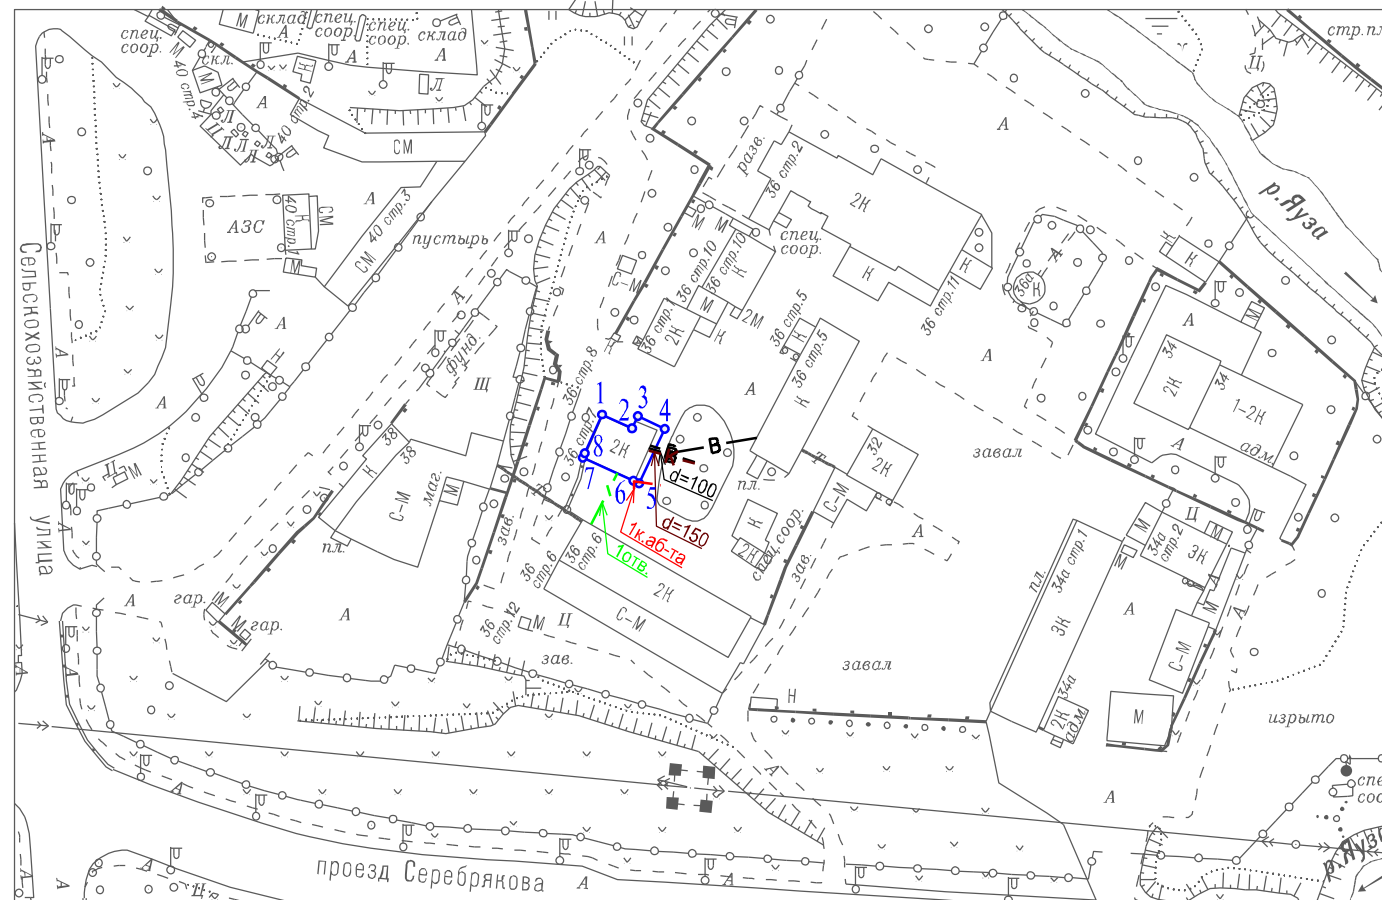 спец.
соор.
М
склад
А
спец.
соор.
спец.
соор.
склад
А
А
стр.пл.
М
скл.
М
40 стр.4
К
Л
А
40 стр.2
Ц
Л
Л
Л
Л
СМ
А
Ц
разв.
36 стр.2
2Н
А
р.Яуза
А
АЗС
40 стр.1
К
СМ
М
40 стр.3
СМ
А
пустырь
А
С-М
М
М
36 стр.10
36 стр.10
К
М
К
2М
спец.
соор.
К
К
36 стр.11
36а
К
А
К
М
Сельскохозяйственная улица
А
А
А
Н
А
фунд.
Щ
36 стр.8
36 стр.1
2Н
36 стр.5
К
36 стр.5
К
А
А
А
34
2Н
34
1-2Н
А
адм.
1
2
3
4
5
6
7
8
36 стр.7
2Н
В
d=100
d=150
1к.аб-та
1отв.
пл.
Т
32
2Н
С-М
завал
38
К
38
С-М
маг.
М
пл.
Ц
М
А
зав.
К
2Н
спец.соор.
зав.
А
36 стр.6
36 стр.6
2Н
С-М
36 стр.12
М
Ц
зав.
М
Ц
34а стр.2
3Н
М
М
А
М
А
34а стр.1
пл.
3Н
А
С-М
34а
2Н
адм.
М
гар.
М
М
гар.
А
А
А
завал
Н
изрыто
А
А
А
спец.
соор.
р.Яуза
проезд Серебрякова
А
А
А
А
А
Ц